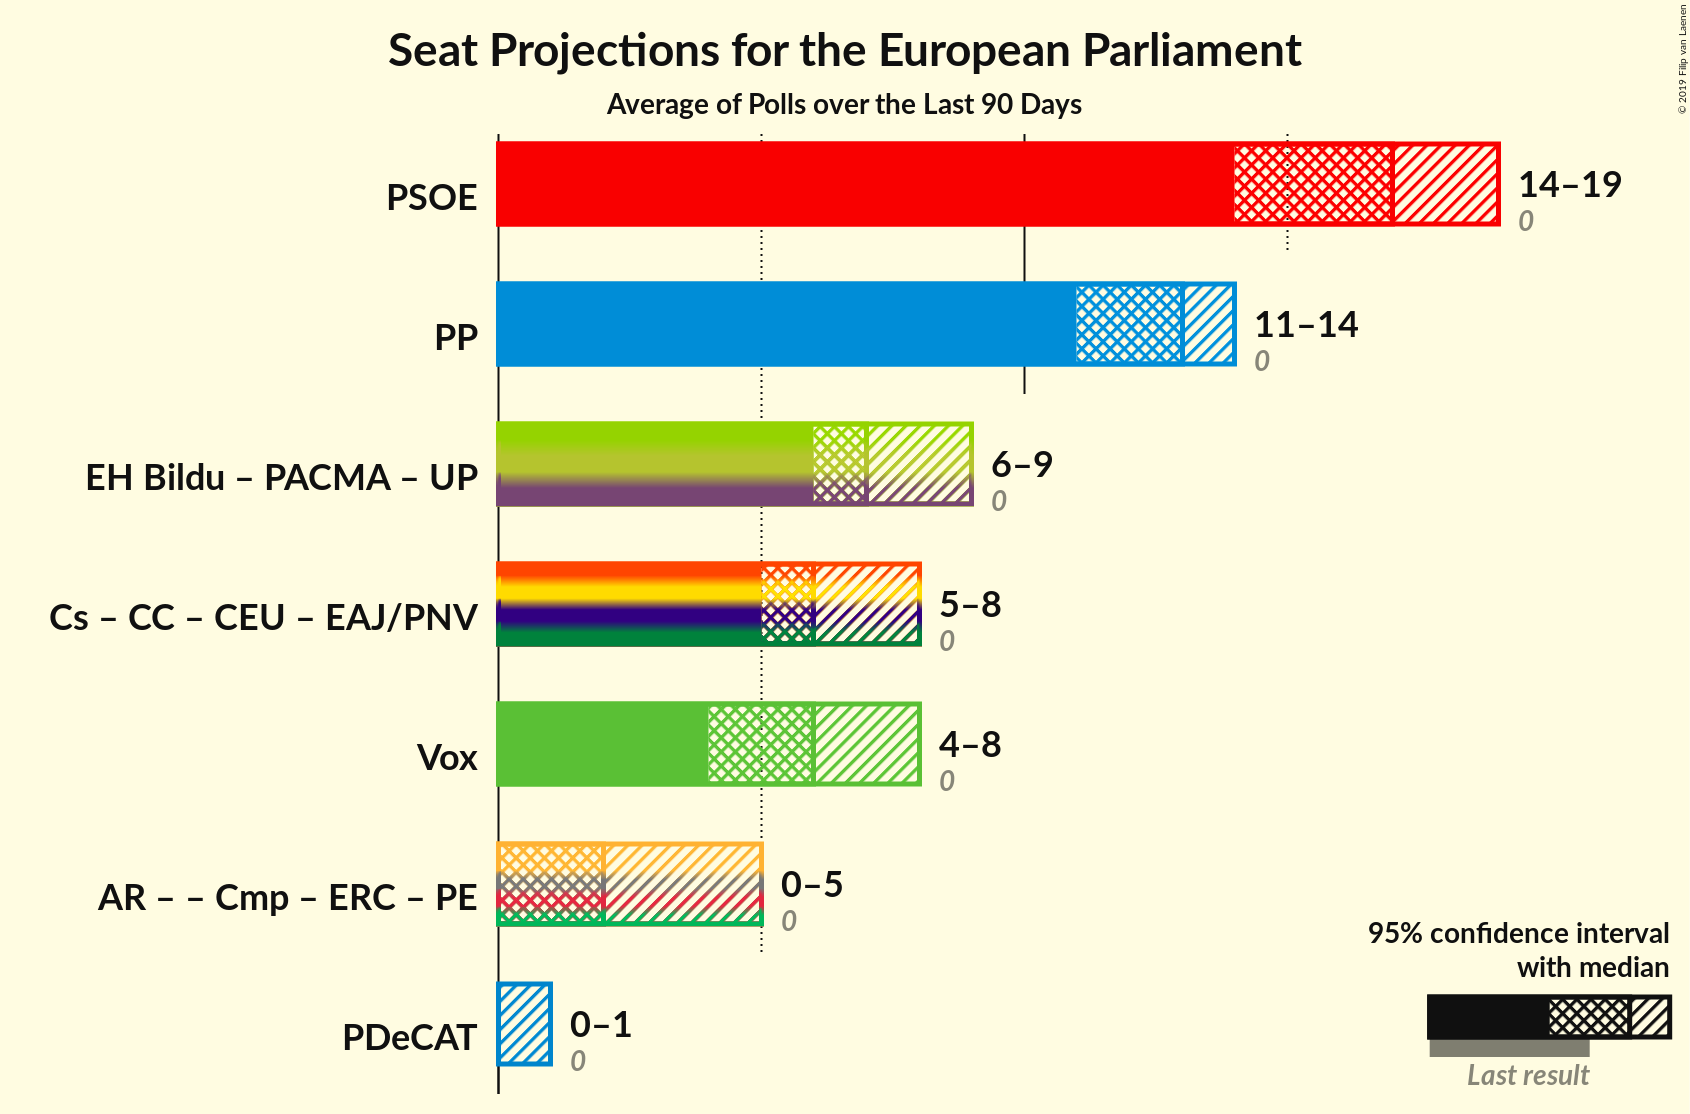 Seat Projections for the European Parliament
Average of Polls over the Last 90 Days
© 2019 Filip van Laenen
PSOE
14–19
0
PP
11–14
0
EH Bildu – PACMA – UP
6–9
0
Cs – CC – CEU – EAJ/PNV
5–8
0
Vox
4–8
0
AR – – Cmp – ERC – PE
0–5
0
PDeCAT
0–1
0
95% confidence interval
with median
Last result